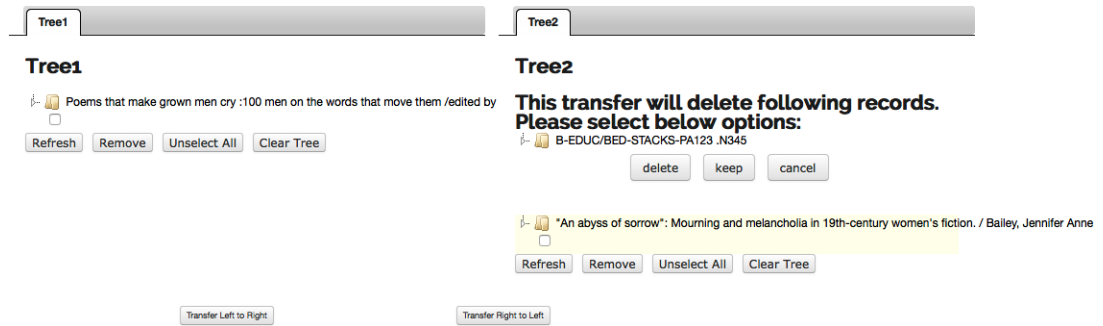 Tree1
Tree1
Poems that make grown men cry :100 men on the words that move them /edited by
Refresh Remove Unselect All Clear Tree
Tree2
Tree2
This transfer will delete following records.
Please select below options:
B-EDUC/BED-STACKS-PA123 .N345
delete keep cancel
"An abyss of sorrow": Mourning and melancholia in 19th-century women's fiction. / Bailey, Jennifer Anne
Refresh Remove Unselect All Clear Tree
Transfer Left to Right Transfer Right to Left